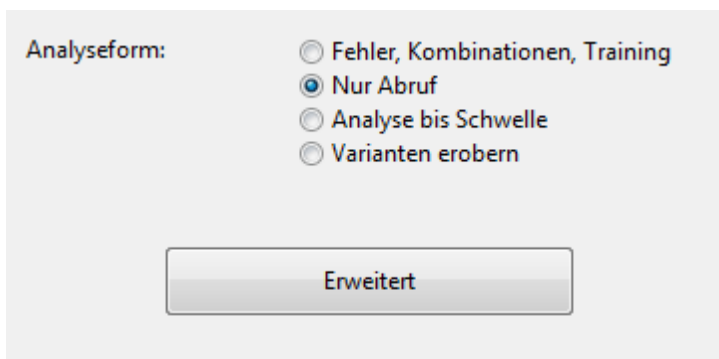 Analyseform:
Fehler, Kombinationen, Training
Nur Abruf
Analyse bis Schwelle
Varianten erobern
Erweitert